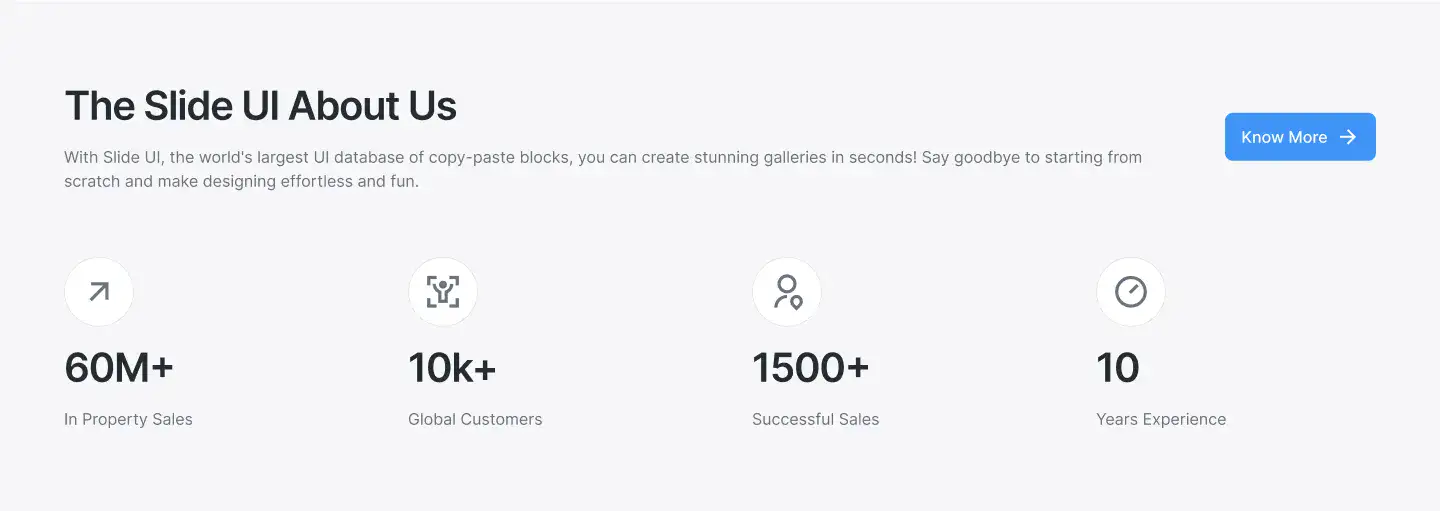 The Slide UI About Us
With Slide UI, the world's largest UI database of copy-paste blocks, you can create stunning galleries in seconds! Say goodbye to starting from
scratch and make designing effortless and fun.
Know More
60M+
In Property Sales
10k+
Global Customers
1500+
Successful Sales
10
Years Experience